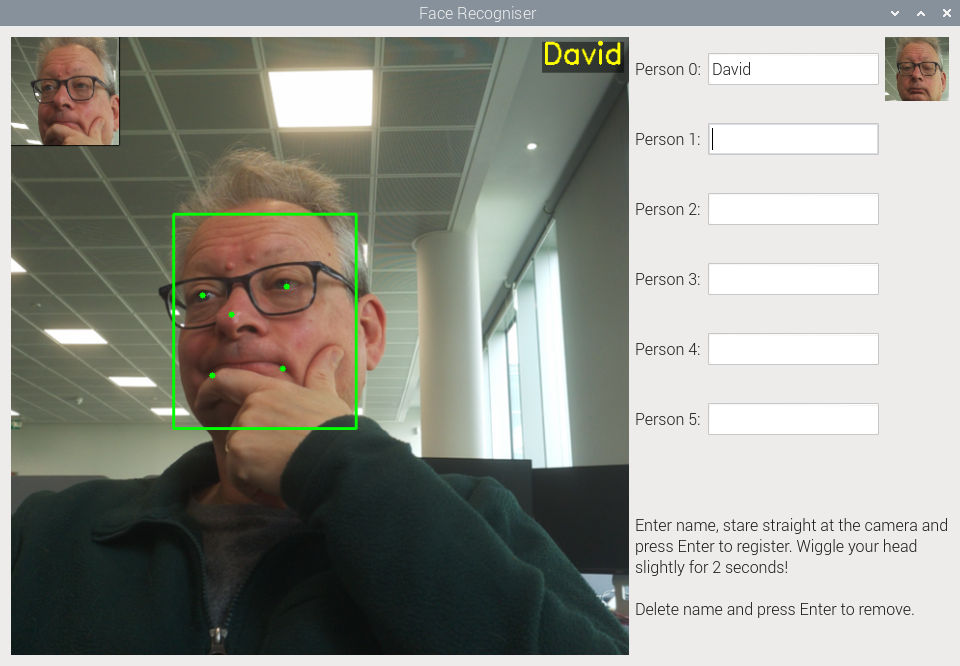 Face Recogniser
David
Person 0: David
Person 1:
Person 2:
Person 3:
Person 4:
Person 5:
Enter name, stare straight at the camera and
press Enter to register. Wiggle your head
slightly for 2 seconds!
Delete name and press Enter to remove.